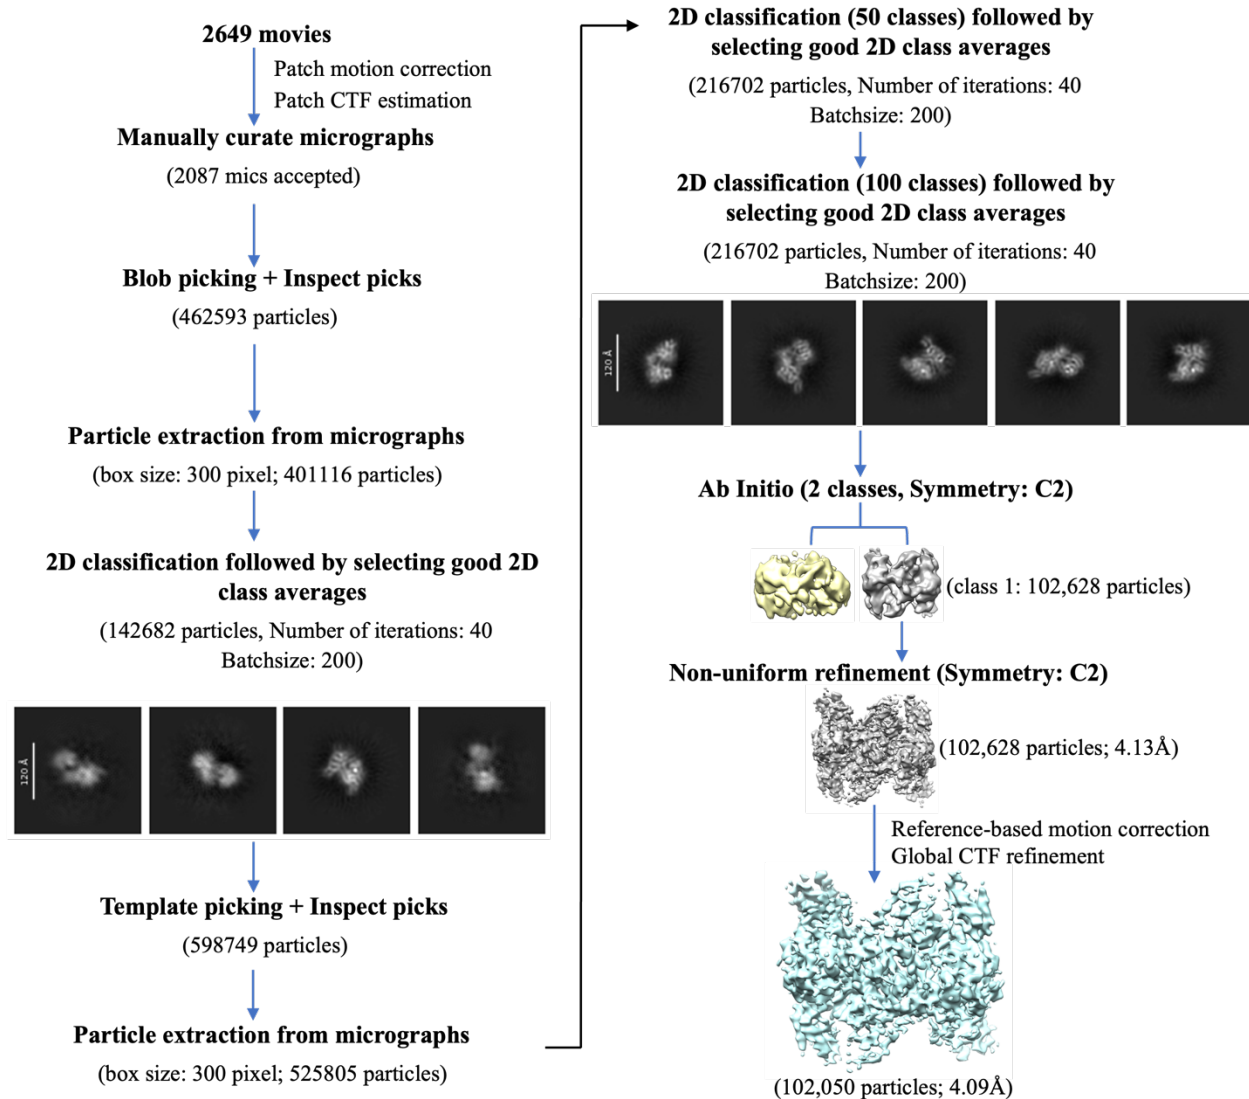 2649 movies
Patch motion correction
Patch CTF estimation
Manually curate micrographs
(2087 mics accepted)
Blob picking + Inspect picks
(462593 particles)
Particle extraction from micrographs
(box size: 300 pixel; 401116 particles)
2D classification followed by selecting good 2D
class averages
(142682 particles, Number of iterations: 40
Batchsize: 200)
120 Å
Template picking + Inspect picks
(598749 particles)
Particle extraction from micrographs
(box size: 300 pixel; 525805 particles)
2D classification (50 classes) followed by
selecting good 2D class averages
(216702 particles, Number of iterations: 40
Batchsize: 200)
2D classification (100 classes) followed by
selecting good 2D class averages
(216702 particles, Number of iterations: 40
Batchsize: 200)
120 Å
Ab Initio (2 classes, Symmetry: C2)
(class 1: 102,628 particles)
Non-uniform refinement (Symmetry: C2)
(102,628 particles; 4.13Å)
Reference-based motion correction
Global CTF refinement
(102,050 particles; 4.09Å)